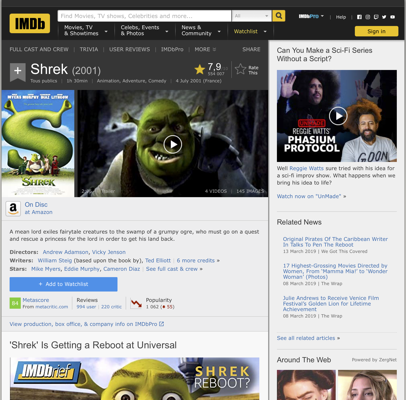 IMDb
Find Movies, TV shows, Celebrities and more...
All
IMDbPro
Help
Movies, TV
& Showtimes
Celebs, Events
& Photos
News &
Community
Watchlist
Sign in
FULL CAST AND CREW | TRIVIA | USER REVIEWS | IMDbPro | MORE
SHARE
Shrek (2001)
Tous publics | 1h 30min | Animation, Adventure, Comedy | 4 July 2001 (France)
7,9
Rate
This
SHREK
4 VIDEOS | 145 IMAGES
On Disc
at Amazon
A mean lord exiles fairytale creatures to the swamp of a grumpy ogre, who must go on a quest
and rescue a princess for the lord in order to get his land back.
Directors: Andrew Adamson, Vicky Jenson
Writers: William Steig (based upon the book by), Ted Elliott | 6 more credits »
Stars: Mike Myers, Eddie Murphy, Cameron Diaz | See full cast & crew »
+ Add to Watchlist
84
Metascore
From metacritic.com
Reviews
994 user | 220 critic
Popularity
1 062 (55)
View production, box office, & company info on IMDbPro
'Shrek' Is Getting a Reboot at Universal
IMDbrief
SHREK
REBOOT?
Can You Make a Sci-Fi Series
Without a Script?
REGGIE WATTS'
PHASIUM
PROTOCOL
Well Reggie Watts sure tried with his idea for
a sci-fi improv show. What happens when we
bring his idea to life?
Watch now on "UnMade" »
Related News
Original Pirates Of The Caribbean Writer
In Talks To Pen The Reboot
13 March 2019 | We Got This Covered
17 Highest-Grossing Movies Directed by
Women, From 'Mamma Mia!' to 'Wonder
Woman' (Photos)
08 March 2019 | The Wrap
Julie Andrews to Receive Venice Film
Festival's Golden Lion for Lifetime
Achievement
08 March 2019 | The Wrap
See all related articles »
Around The Web | Powered by ZergNet